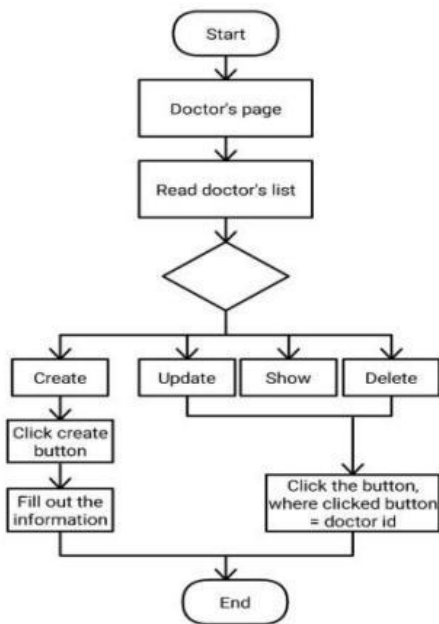 Start
Doctor's page
Read doctor's list
Create
Update
Show
Delete
Click create
button
Fill out the
information
Click the button,
where clicked button
= doctor id
End